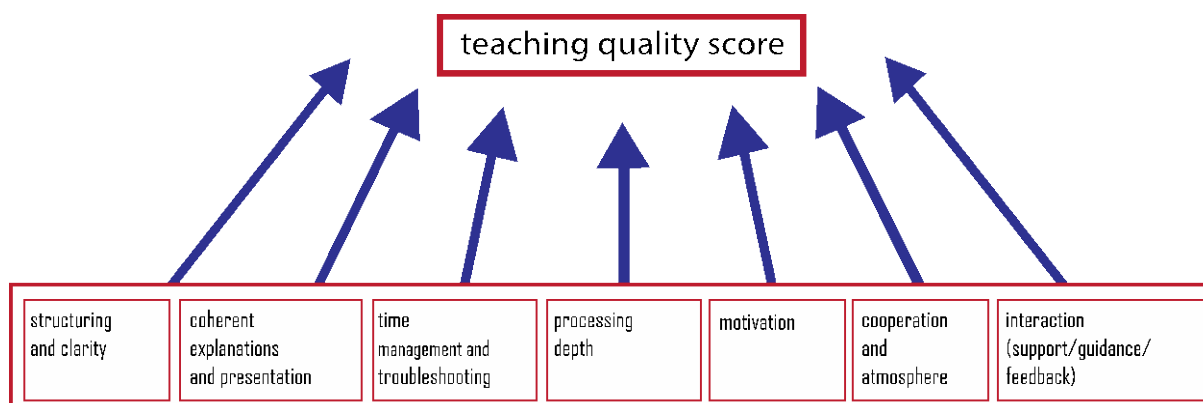 teaching quality score
structuring
and clarity
coherent
explanations
and presentation
time
management and
troubleshooting
processing
depth
motivation
cooperation
and
atmosphere
interaction
(support/guidance/
feedback)